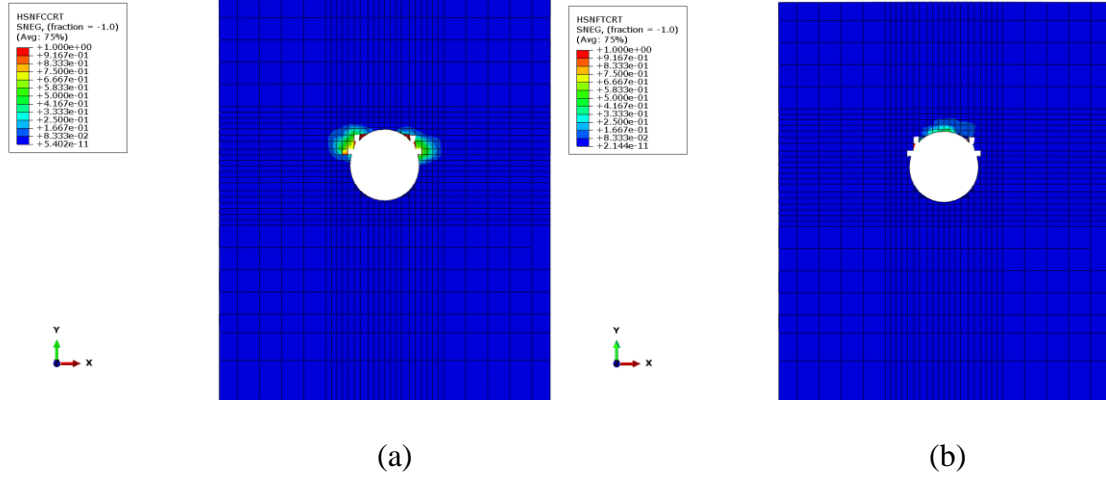 HSNFCCRT
SNEG, (fraction = -1.0)
(Avg: 75%)
+1.000e+00
+9.167e-01
+8.333e-01
+7.500e-01
+6.667e-01
+5.833e-01
+5.000e-01
+4.167e-01
+3.333e-01
+2.500e-01
+1.667e-01
+8.333e-02
+5.402e-11
Y
X
(a)
HSNFTCRT
SNEG, (fraction = -1.0)
(Avg: 75%)
+1.000e+00
+9.167e-01
+8.333e-01
+7.500e-01
+6.667e-01
+5.833e-01
+5.000e-01
+4.167e-01
+3.333e-01
+2.500e-01
+1.667e-01
+8.333e-02
+2.144e-11
Y
X
(b)